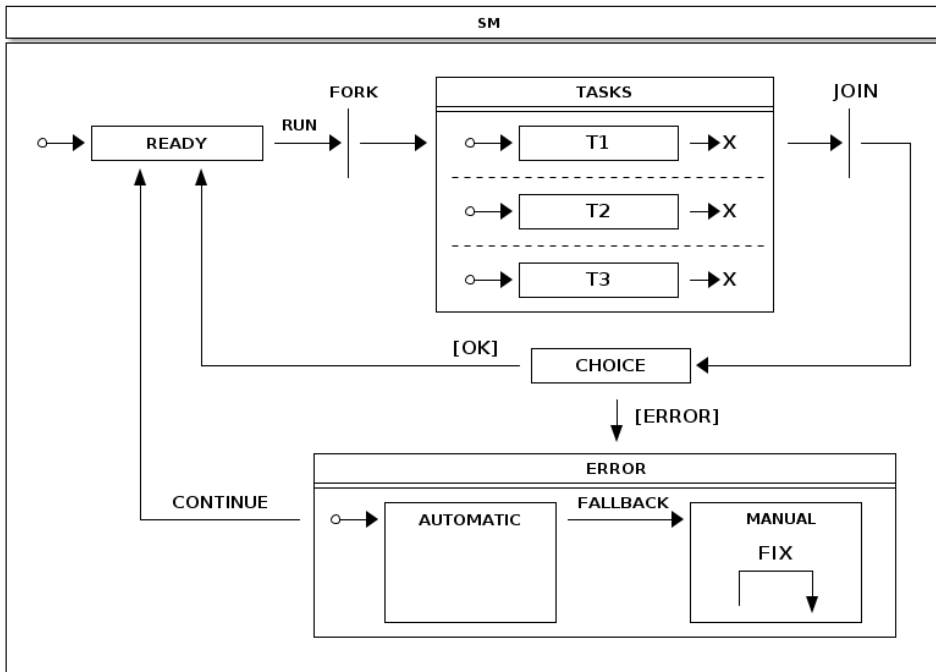 SM
FORK
TASKS
JOIN
RUN
READY
T1
X
T2
X
T3
X
[OK]
CHOICE
[ERROR]
ERROR
CONTINUE
AUTOMATIC
FALLBACK
MANUAL
FIX